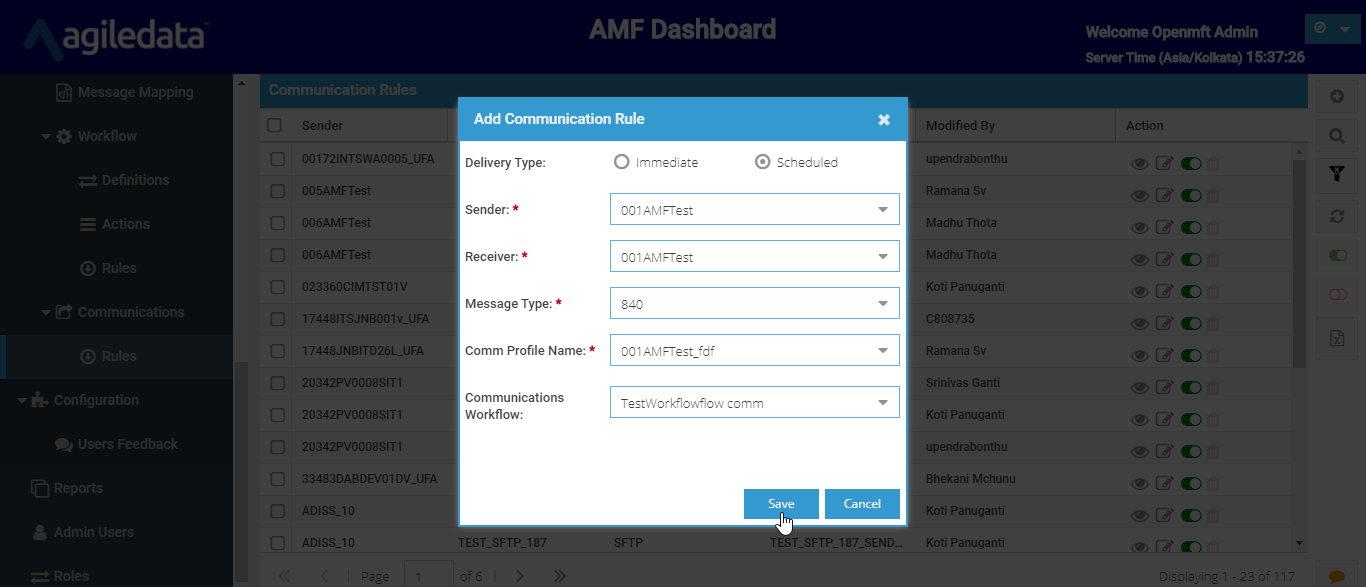 agiledata
AMF Dashboard
Welcome Openmft Admin
Server Time (Asia/Kolkata) 15:37:26
Message Mapping
Workflow
Definitions
Actions
Rules
Communications
Rules
Configuration
Users Feedback
Reports
Admin Users
Roles
Communication Rules
Sender Modified By Action
00172INTSWA0005_UFA upendrabonthu
005AMFTest Ramana Sv
006AMFTest Madhu Thota
006AMFTest Madhu Thota
023360CIMTST01V Koti Panuganti
17448ITSJNB001v_UFA C808735
17448JNBITD26L_UFA Ramana Sv
20342PV0008SIT1 Srinivas Ganti
20342PV0008SIT1 Koti Panuganti
20342PV0008SIT1 upendrabonthu
33483DABDEV01DV_UFA Bhekani Mchunu
ADISS_10 Koti Panuganti
ADISS_10 TEST_SFTP_187 SFTP TEST_SFTP_187_SEND... Koti Panuganti
Page 1 of 6
Displaying 1 - 23 of 117
Add Communication Rule
Delivery Type: Immediate Scheduled
Sender: * 001AMFTest
Receiver: * 001AMFTest
Message Type: * 840
Comm Profile Name: * 001AMFTest_fdf
Communications
Workflow: TestWorkflowflow comm
Save Cancel